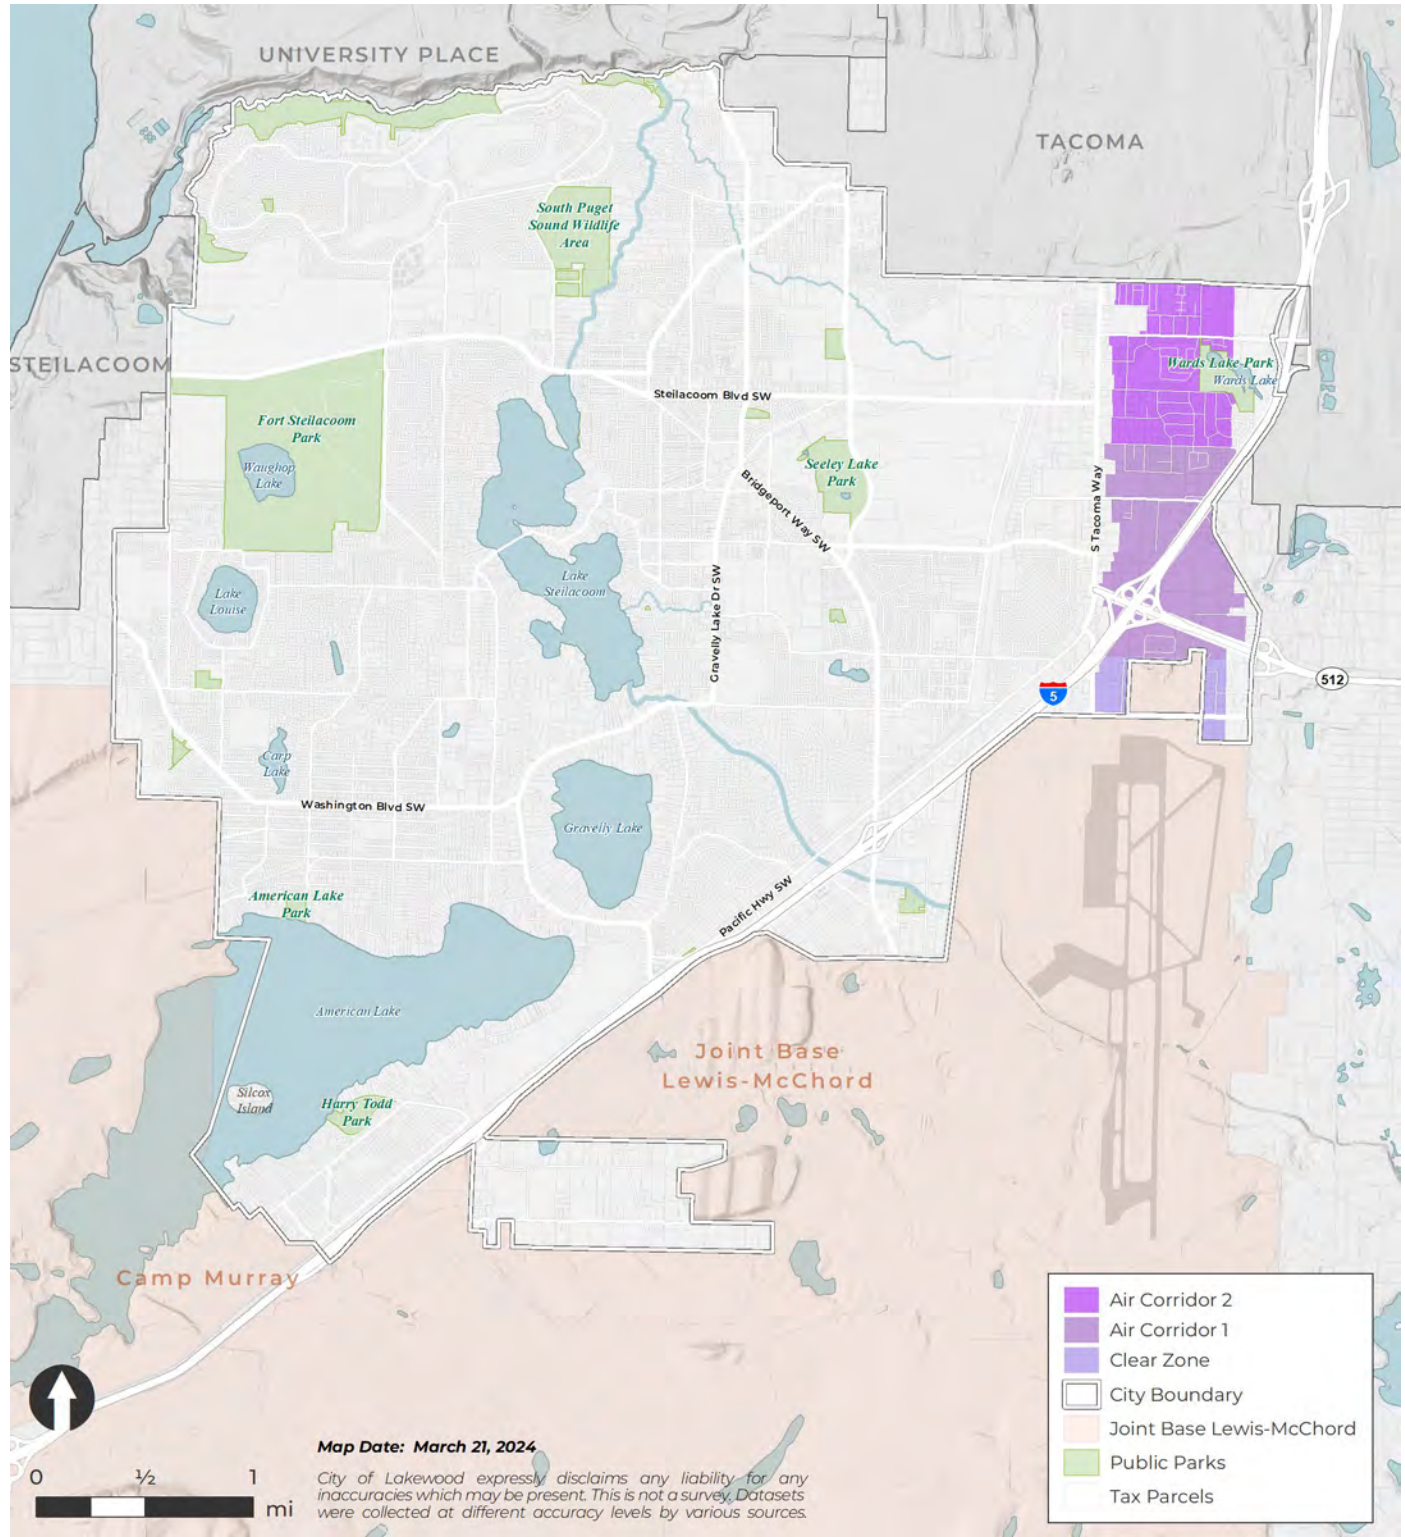 UNIVERSITY PLACE
TACOMA
South Puget
Sound Wildlife
Area
STEILACOOM
Wards Lake Park
Wards Lake
Steilacoom Blvd SW
Fort Steilacoom
Park
Waughop
Lake
Seeley Lake
Park
Bridgeport Way SW
S Tacoma Way
Lake
Louise
Lake
Steilacoom
Gravelly Lake Dr SW
512
5
Carp
Lake
Washington Blvd SW
Gravelly Lake
American Lake
Park
Pacific Hwy SW
American Lake
Joint Base
Lewis-McChord
Silcox
Island
Harry Todd
Park
Camp Murray
Air Corridor 2
Air Corridor 1
Clear Zone
City Boundary
Joint Base Lewis-McChord
Public Parks
Tax Parcels
Map Date: March 21, 2024
City of Lakewood expressly disclaims any liability for any
inaccuracies which may be present. This is not a survey. Datasets
were collected at different accuracy levels by various sources.
0 ½ 1
mi